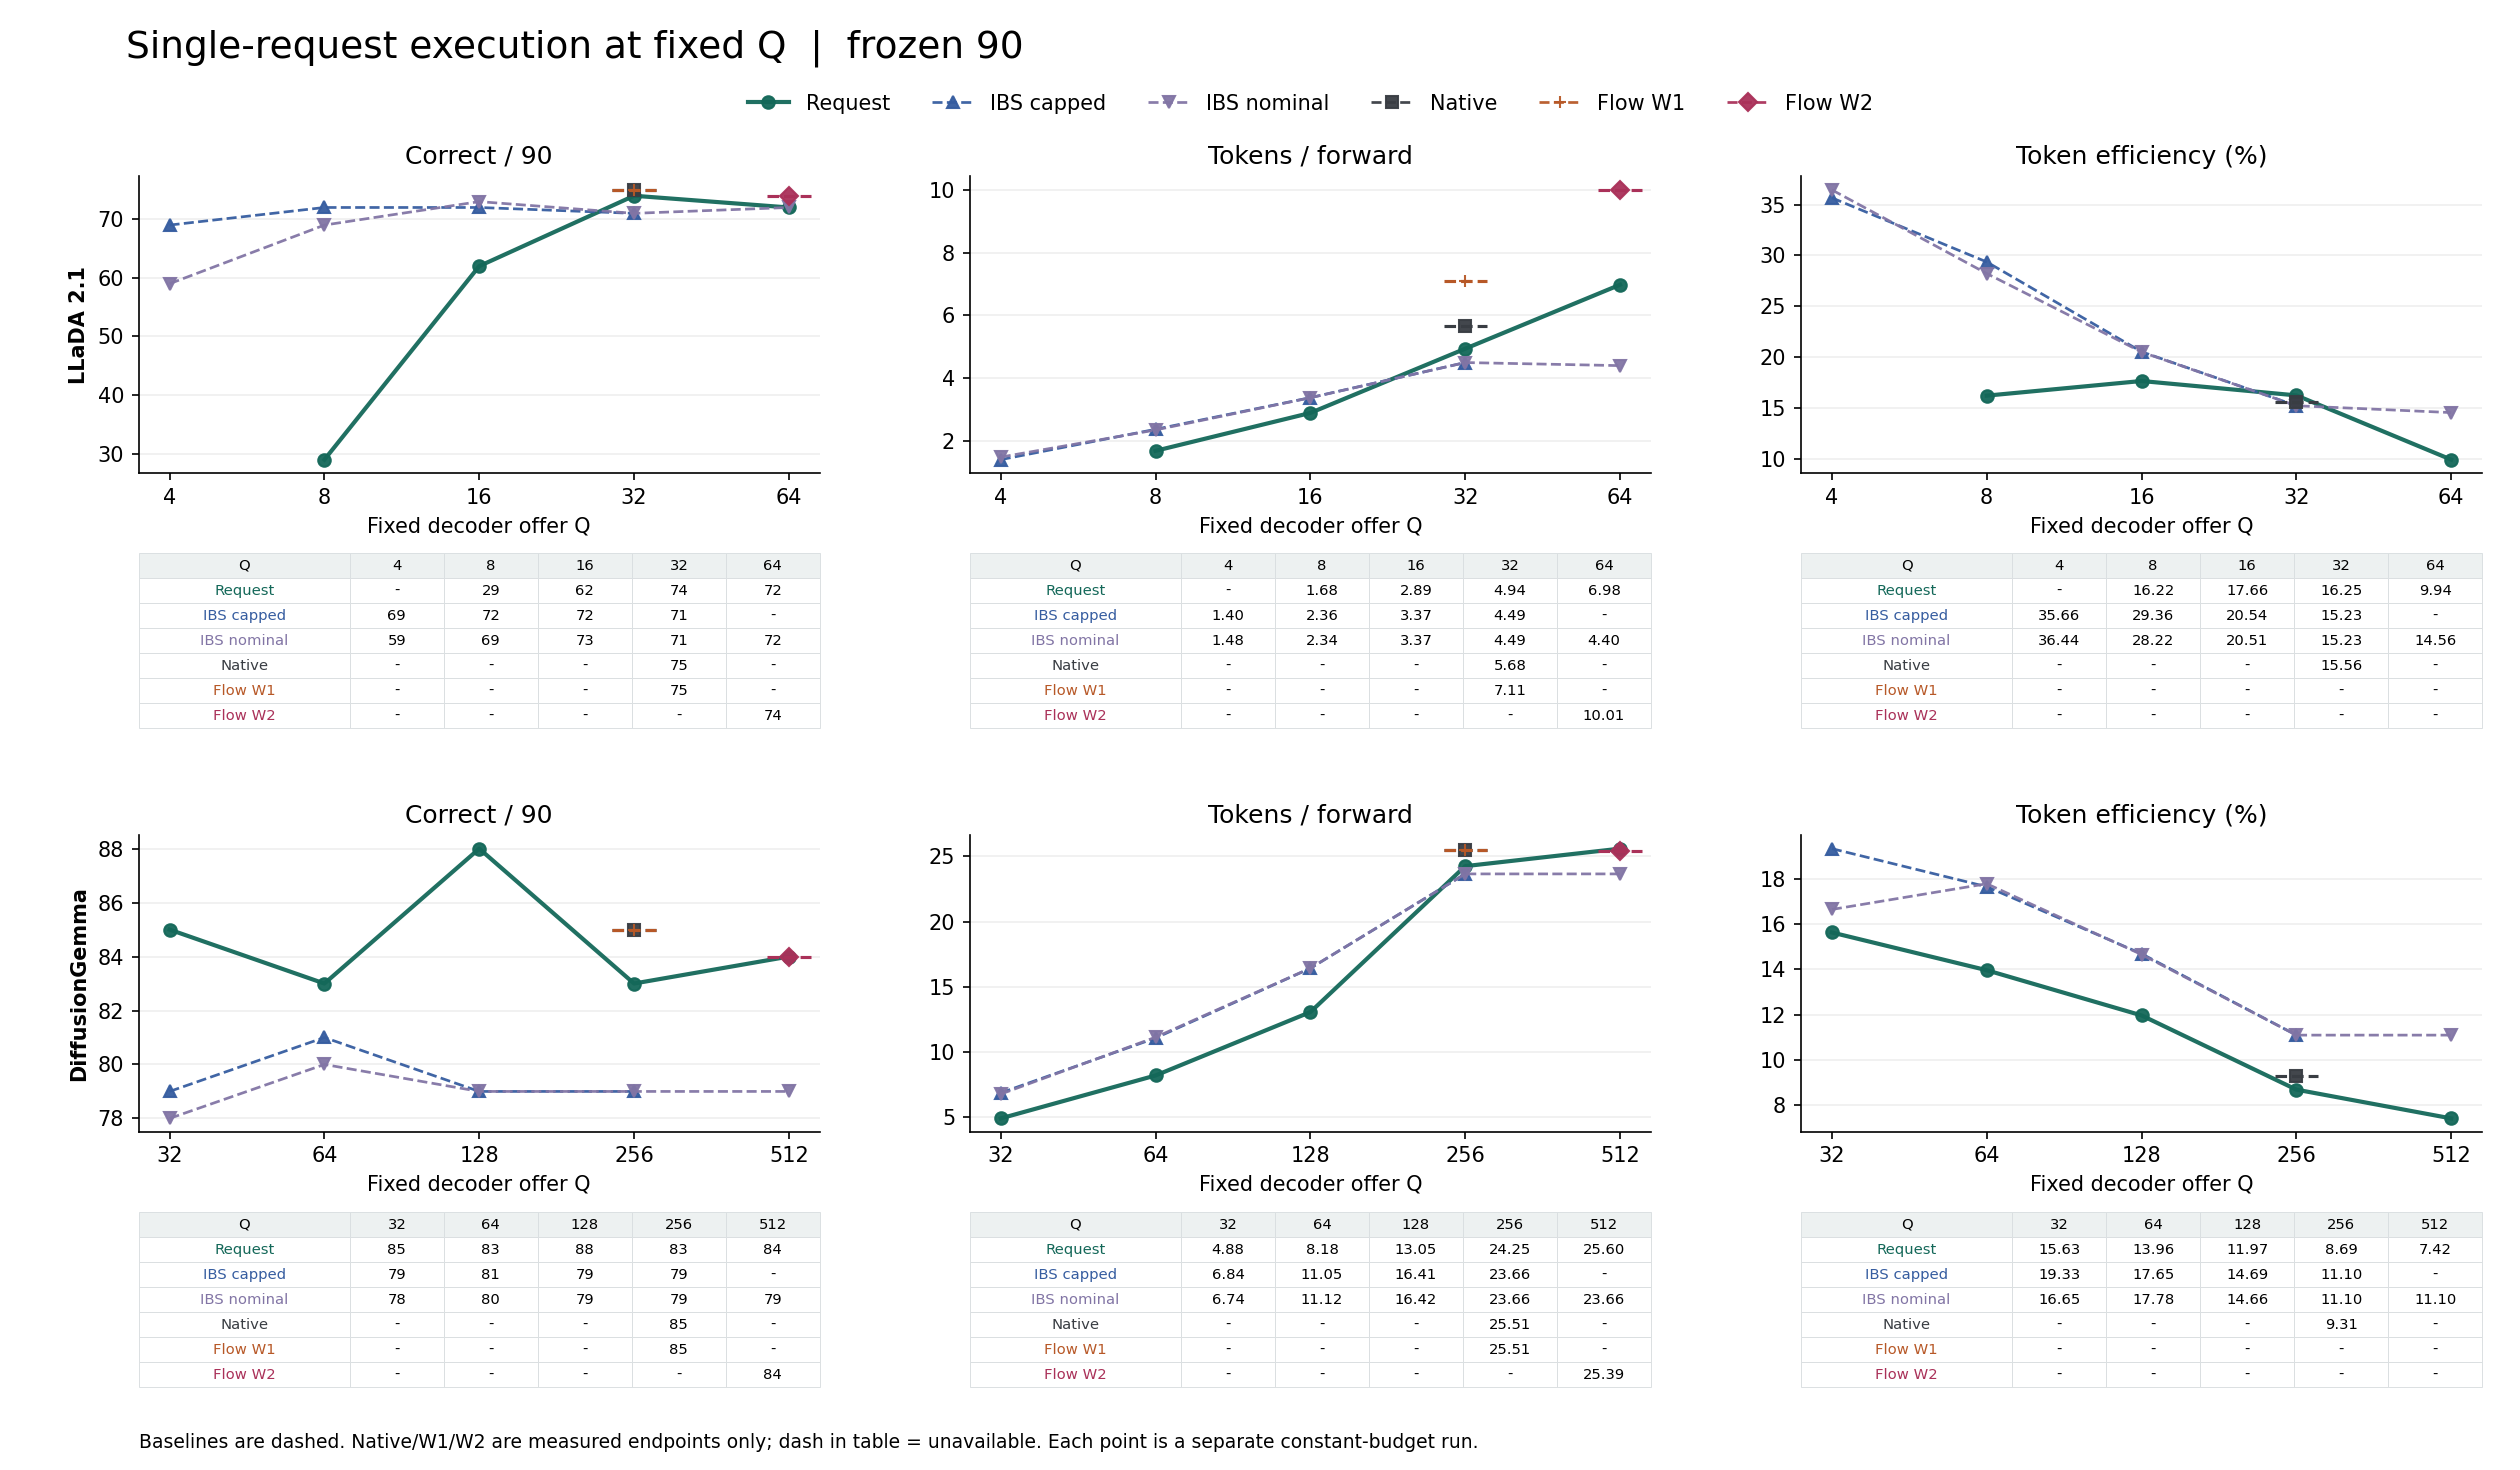 Single-request execution at fixed Q | frozen 90
Request IBS capped IBS nominal Native Flow W1 Flow W2
Correct / 90 Tokens / forward Token efficiency (%)
LLaDA 2.1
70
60
50
40
30
4 8 16 32 64
Fixed decoder offer Q
10
8
6
4
2
4 8 16 32 64
Fixed decoder offer Q
35
30
25
20
15
10
4 8 16 32 64
Fixed decoder offer Q
Q 4 8 16 32 64
Request - 29 62 74 72
IBS capped 69 72 72 71 -
IBS nominal 59 69 73 71 72
Native - - - 75 -
Flow W1 - - - 75 -
Flow W2 - - - - 74
Q 4 8 16 32 64
Request - 1.68 2.89 4.94 6.98
IBS capped 1.40 2.36 3.37 4.49 -
IBS nominal 1.48 2.34 3.37 4.49 4.40
Native - - - 5.68 -
Flow W1 - - - 7.11 -
Flow W2 - - - - 10.01
Q 4 8 16 32 64
Request - 16.22 17.66 16.25 9.94
IBS capped 35.66 29.36 20.54 15.23 -
IBS nominal 36.44 28.22 20.51 15.23 14.56
Native - - - 15.56 -
Flow W1 - - - - -
Flow W2 - - - - -
Correct / 90 Tokens / forward Token efficiency (%)
DiffusionGemma
88
86
84
82
80
78
32 64 128 256 512
Fixed decoder offer Q
25
20
15
10
5
32 64 128 256 512
Fixed decoder offer Q
18
16
14
12
10
8
32 64 128 256 512
Fixed decoder offer Q
Q 32 64 128 256 512
Request 85 83 88 83 84
IBS capped 79 81 79 79 -
IBS nominal 78 80 79 79 79
Native - - - 85 -
Flow W1 - - - 85 -
Flow W2 - - - - 84
Q 32 64 128 256 512
Request 4.88 8.18 13.05 24.25 25.60
IBS capped 6.84 11.05 16.41 23.66 -
IBS nominal 6.74 11.12 16.42 23.66 23.66
Native - - - 25.51 -
Flow W1 - - - 25.51 -
Flow W2 - - - - 25.39
Q 32 64 128 256 512
Request 15.63 13.96 11.97 8.69 7.42
IBS capped 19.33 17.65 14.69 11.10 -
IBS nominal 16.65 17.78 14.66 11.10 11.10
Native - - - 9.31 -
Flow W1 - - - - -
Flow W2 - - - - -
Baselines are dashed. Native/W1/W2 are measured endpoints only; dash in table = unavailable. Each point is a separate constant-budget run.